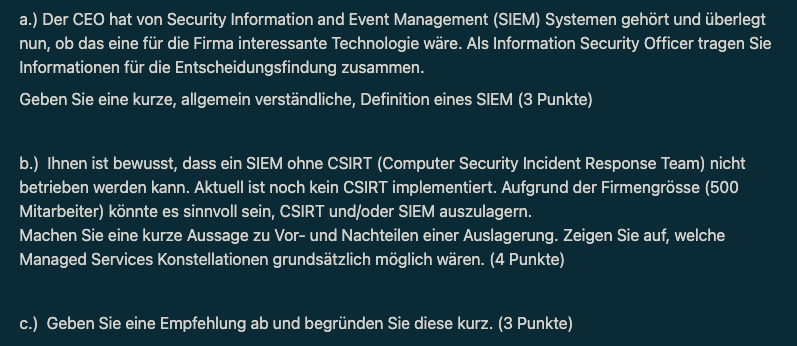 a.) Der CEO hat von Security Information and Event Management (SIEM) Systemen gehört und überlegt
nun, ob das eine für die Firma interessante Technologie wäre. Als Information Security Officer tragen Sie
Informationen für die Entscheidungsfindung zusammen.
Geben Sie eine kurze, allgemein verständliche, Definition eines SIEM (3 Punkte)
b.) Ihnen ist bewusst, dass ein SIEM ohne CSIRT (Computer Security Incident Response Team) nicht
betrieben werden kann. Aktuell ist noch kein CSIRT implementiert. Aufgrund der Firmengrösse (500
Mitarbeiter) könnte es sinnvoll sein, CSIRT und/oder SIEM auszulagern.
Machen Sie eine kurze Aussage zu Vor- und Nachteilen einer Auslagerung. Zeigen Sie auf, welche
Managed Services Konstellationen grundsätzlich möglich wären. (4 Punkte)
c.) Geben Sie eine Empfehlung ab und begründen Sie diese kurz. (3 Punkte)